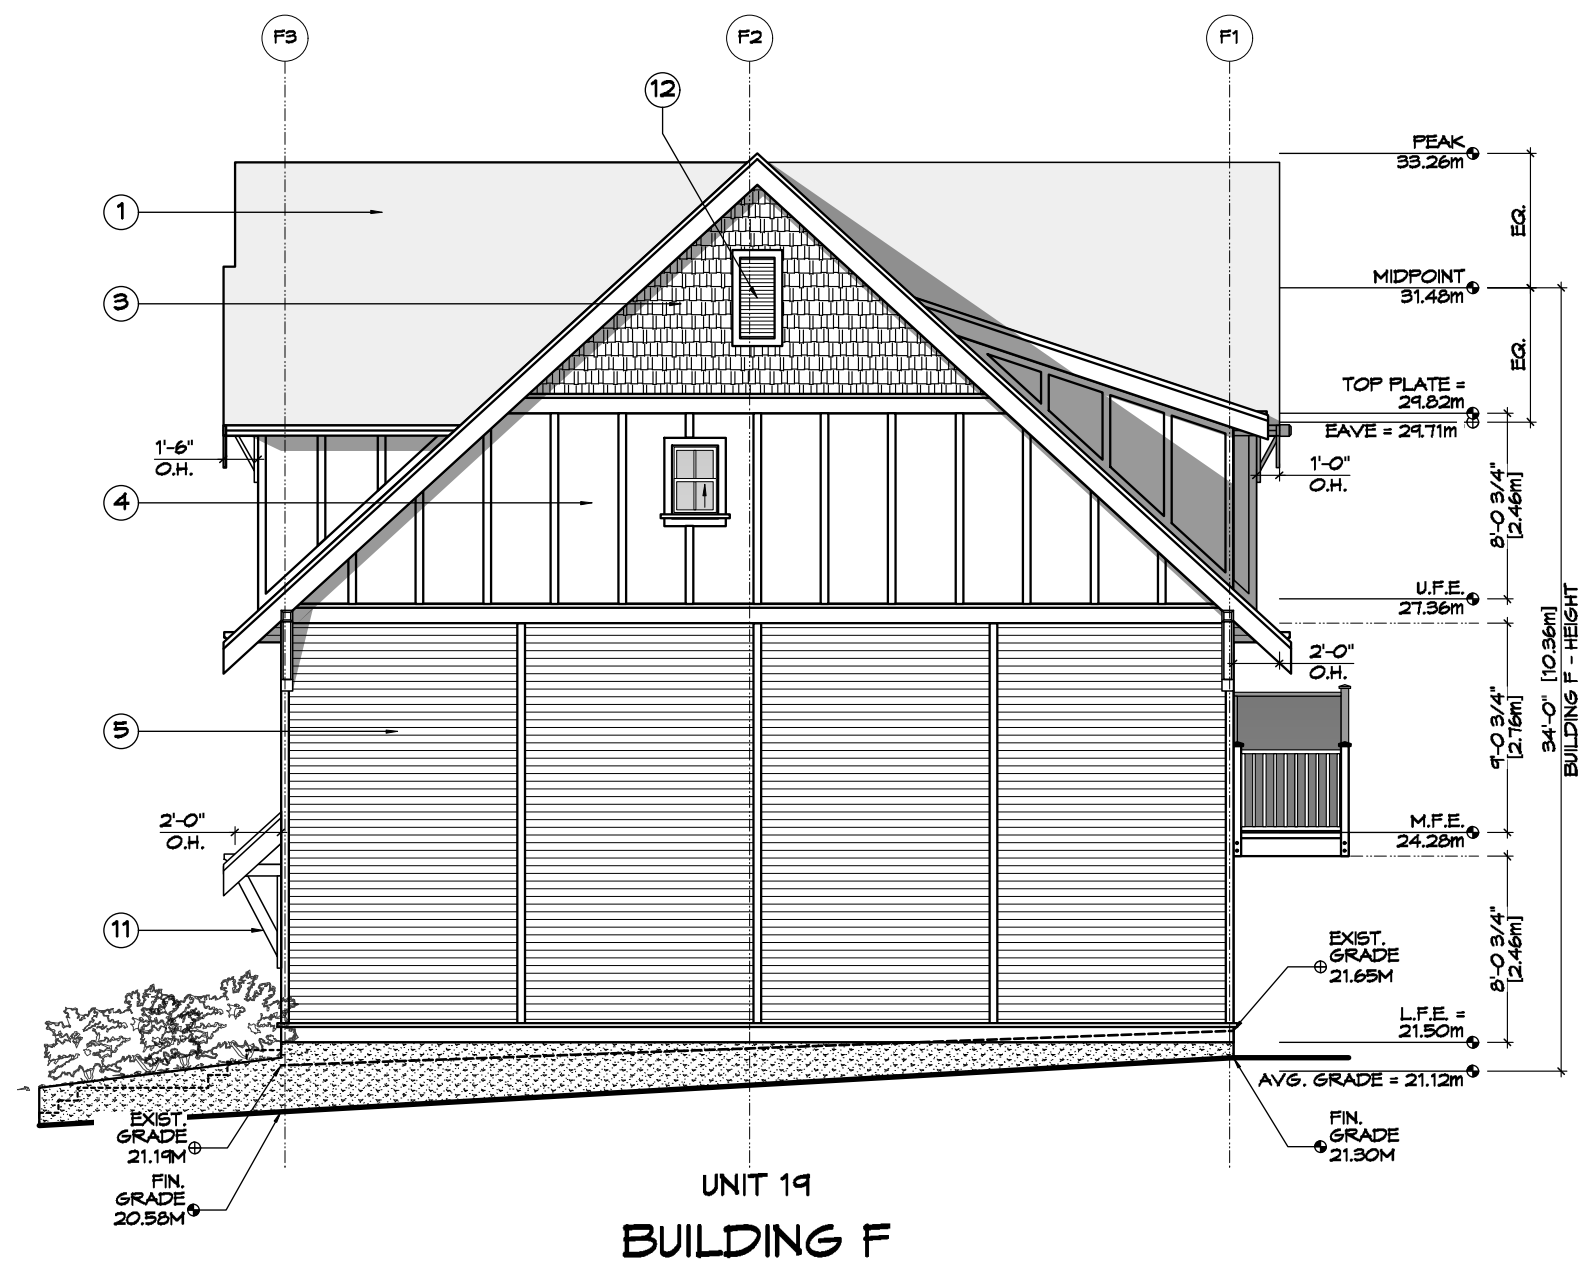 F3
F2
F1
12
PEAK
33.26m
1
EQ.
MIDPOINT
31.48m
3
EQ.
TOP PLATE =
29.82m
EAVE = 29.71m
1'-6"
O.H.
1'-0"
O.H.
4
8'-0 3/4"
[2.46m]
U.F.E.
27.36m
2'-0"
O.H.
34'-0" [10.36m]
BUILDING F - HEIGHT
5
9'-0 3/4"
[2.76m]
2'-0"
O.H.
M.F.E.
24.28m
11
EXIST.
GRADE
21.65M
8'-0 3/4"
[2.46m]
L.F.E. =
21.50m
AVG. GRADE = 21.12m
EXIST.
GRADE
21.19M
FIN.
GRADE
21.30M
FIN.
GRADE
20.58M
UNIT 19
BUILDING F